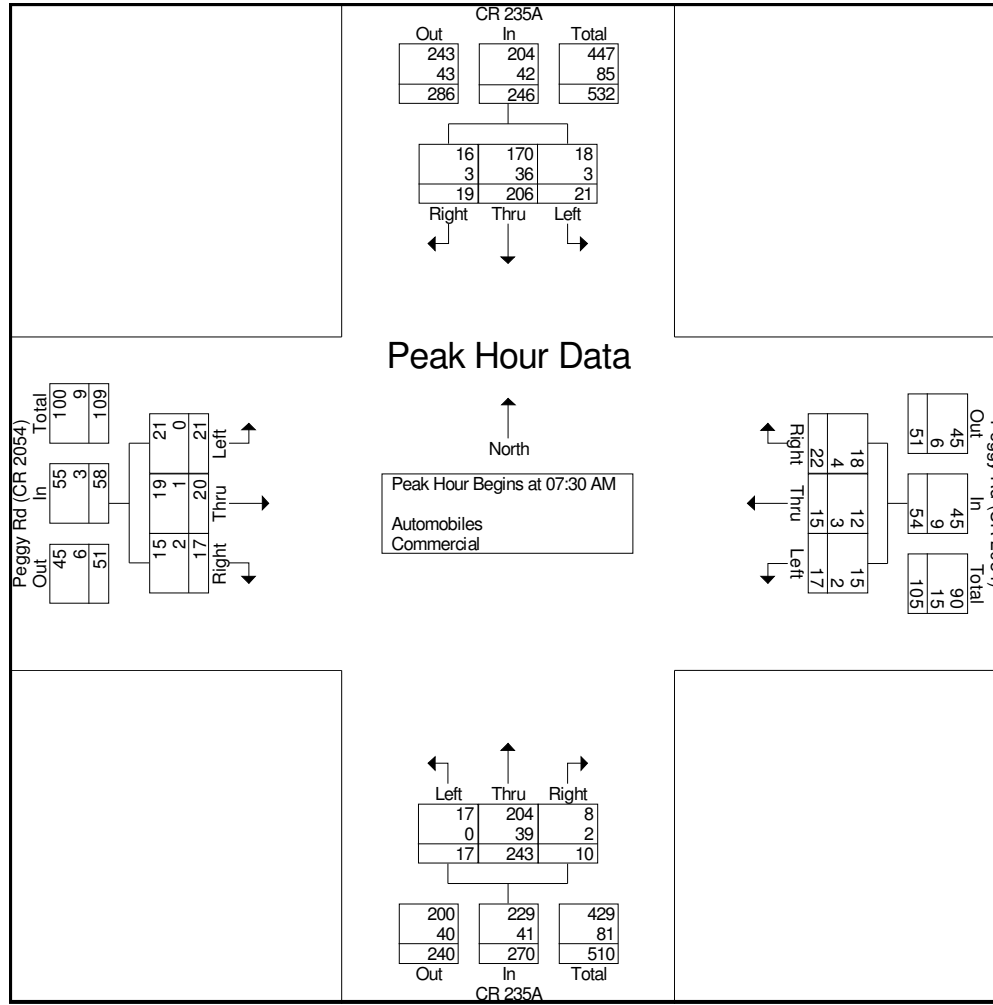 CR 235A
Out In Total
243 204 447
43 42 85
286 246 532
16 170 18
3 36 3
19 206 21
Right Thru Left
Peak Hour Data
North
Peak Hour Begins at 07:30 AM
Automobiles
Commercial
Peggy Rd (CR 2054)
Out In Total
45 55 100
6 3 9
51 58 109
15 19 21
2 1 0
17 20 21
Right Thru Left
Out In Total
45 45 90
6 9 15
51 54 105
18 12 15
4 3 2
22 15 17
Right Thru Left
Left Thru Right
17 204 8
0 39 2
17 243 10
200 229 429
40 41 81
240 270 510
Out In Total
CR 235A